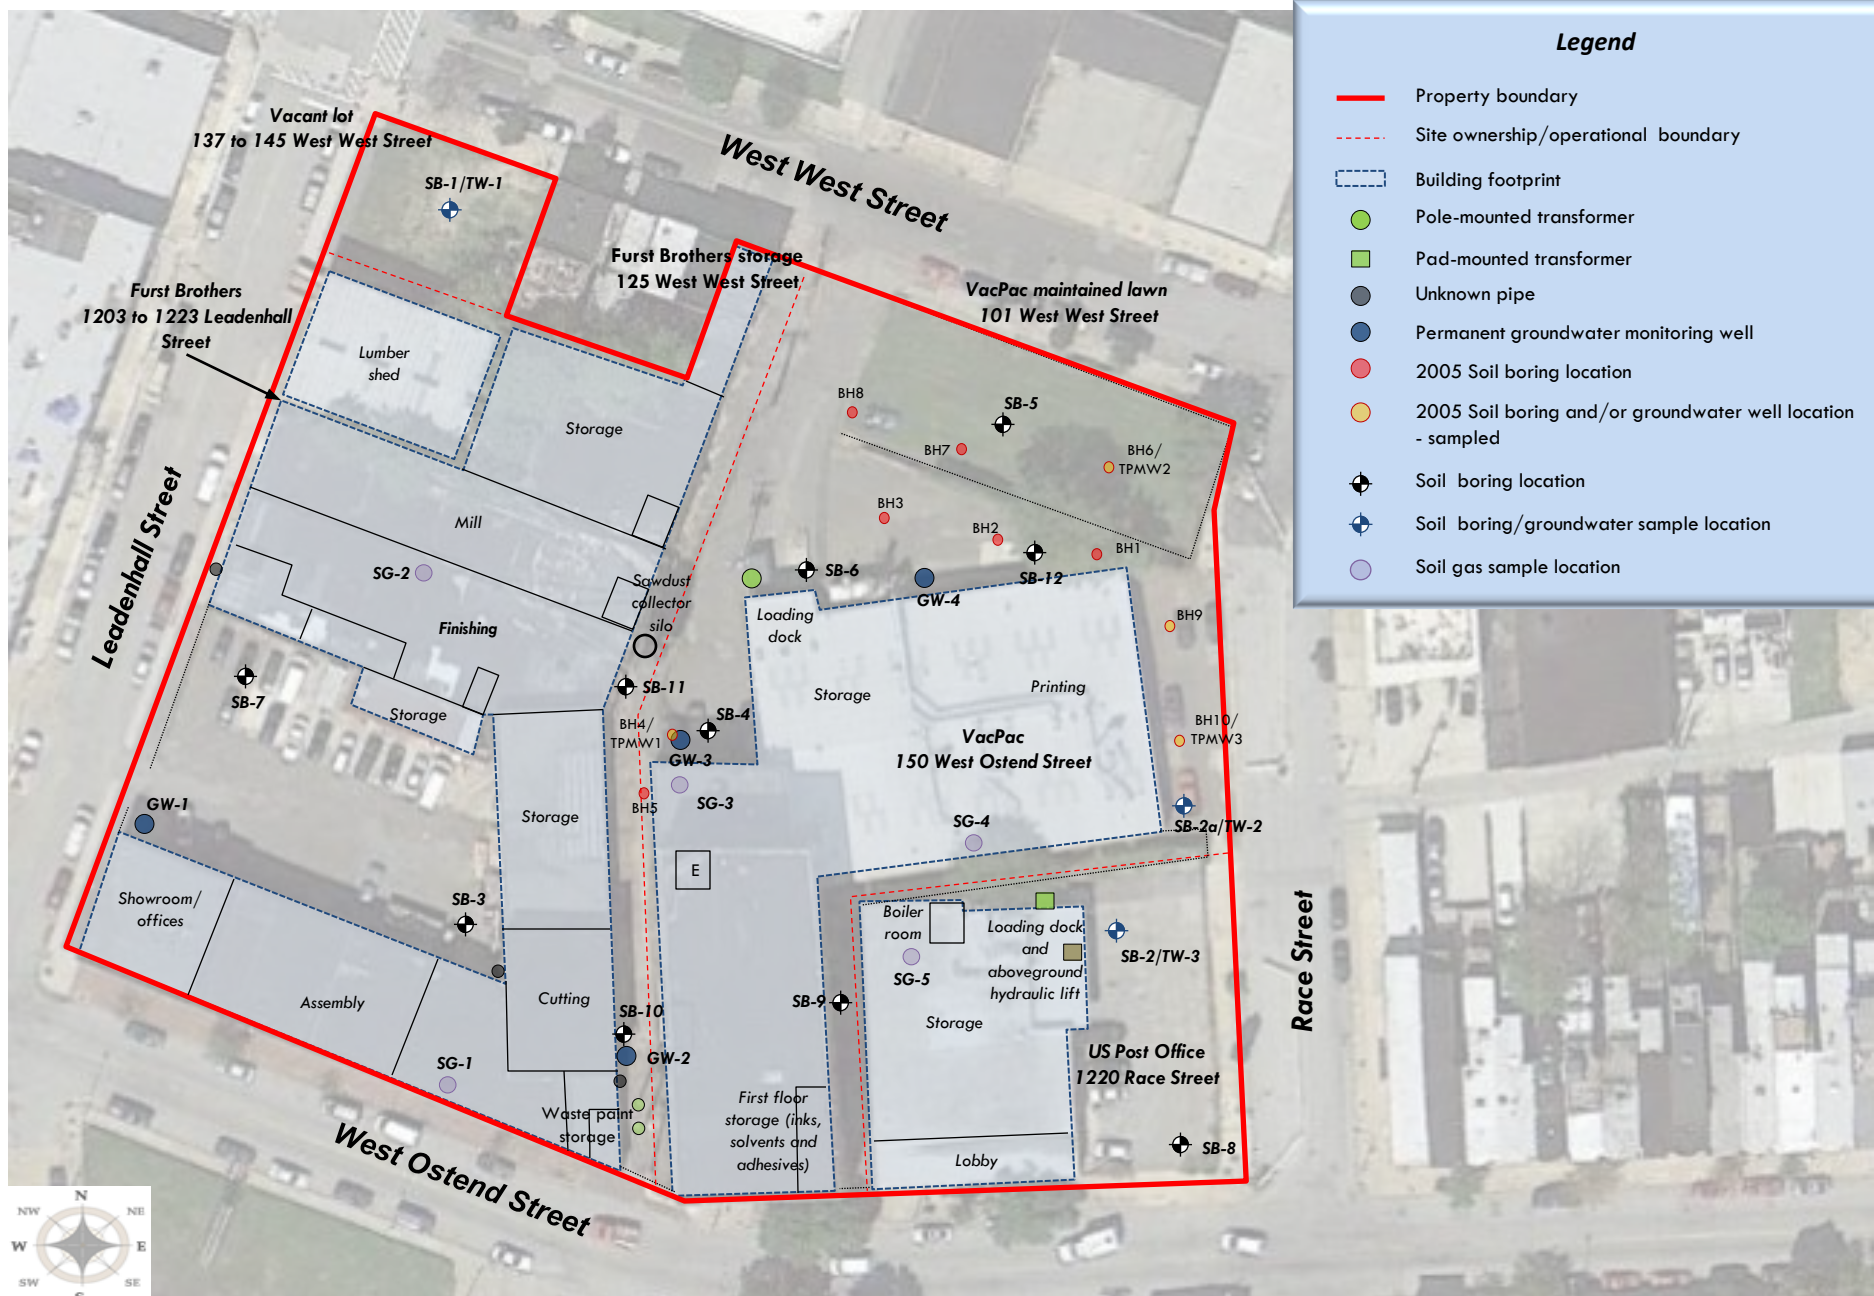 Legend
Property boundary
Site ownership/operational boundary
Building footprint
Pole-mounted transformer
Pad-mounted transformer
Unknown pipe
Permanent groundwater monitoring well
2005 Soil boring location
2005 Soil boring and/or groundwater well location
- sampled
Soil boring location
Soil boring/groundwater sample location
Soil gas sample location
Vacant lot
137 to 145 West West Street
SB-1/TW-1
West West Street
Furst Brothers storage
125 West West Street
VacPac maintained lawn
101 West West Street
Furst Brothers
1203 to 1223 Leadenhall
Street
Lumber
shed
Storage
BH8
SB-5
BH7
BH6/
TPMW2
BH3
BH2
BH1
Mill
SG-2
Leadenhall Street
Sawdust
collector
silo
SB-6
GW-4
SB-12
Loading
dock
BH9
Finishing
SB-7
Storage
SB-11
Storage
Printing
BH4/
TPMW1
SB-4
GW-3
BH10/
TPMW3
VacPac
150 West Ostend Street
BH5
SG-3
GW-1
Storage
SG-4
SB-2a/TW-2
E
Showroom/
offices
SB-3
Boiler
room
Loading dock
and
aboveground
hydraulic lift
SB-2/TW-3
SG-5
Race Street
Assembly
Cutting
SB-9
Storage
SB-10
GW-2
SG-1
US Post Office
1220 Race Street
Waste paint
storage
First floor
storage (inks,
solvents and
adhesives)
Lobby
SB-8
West Ostend Street
N
NW
NE
W
E
SW
SE
S